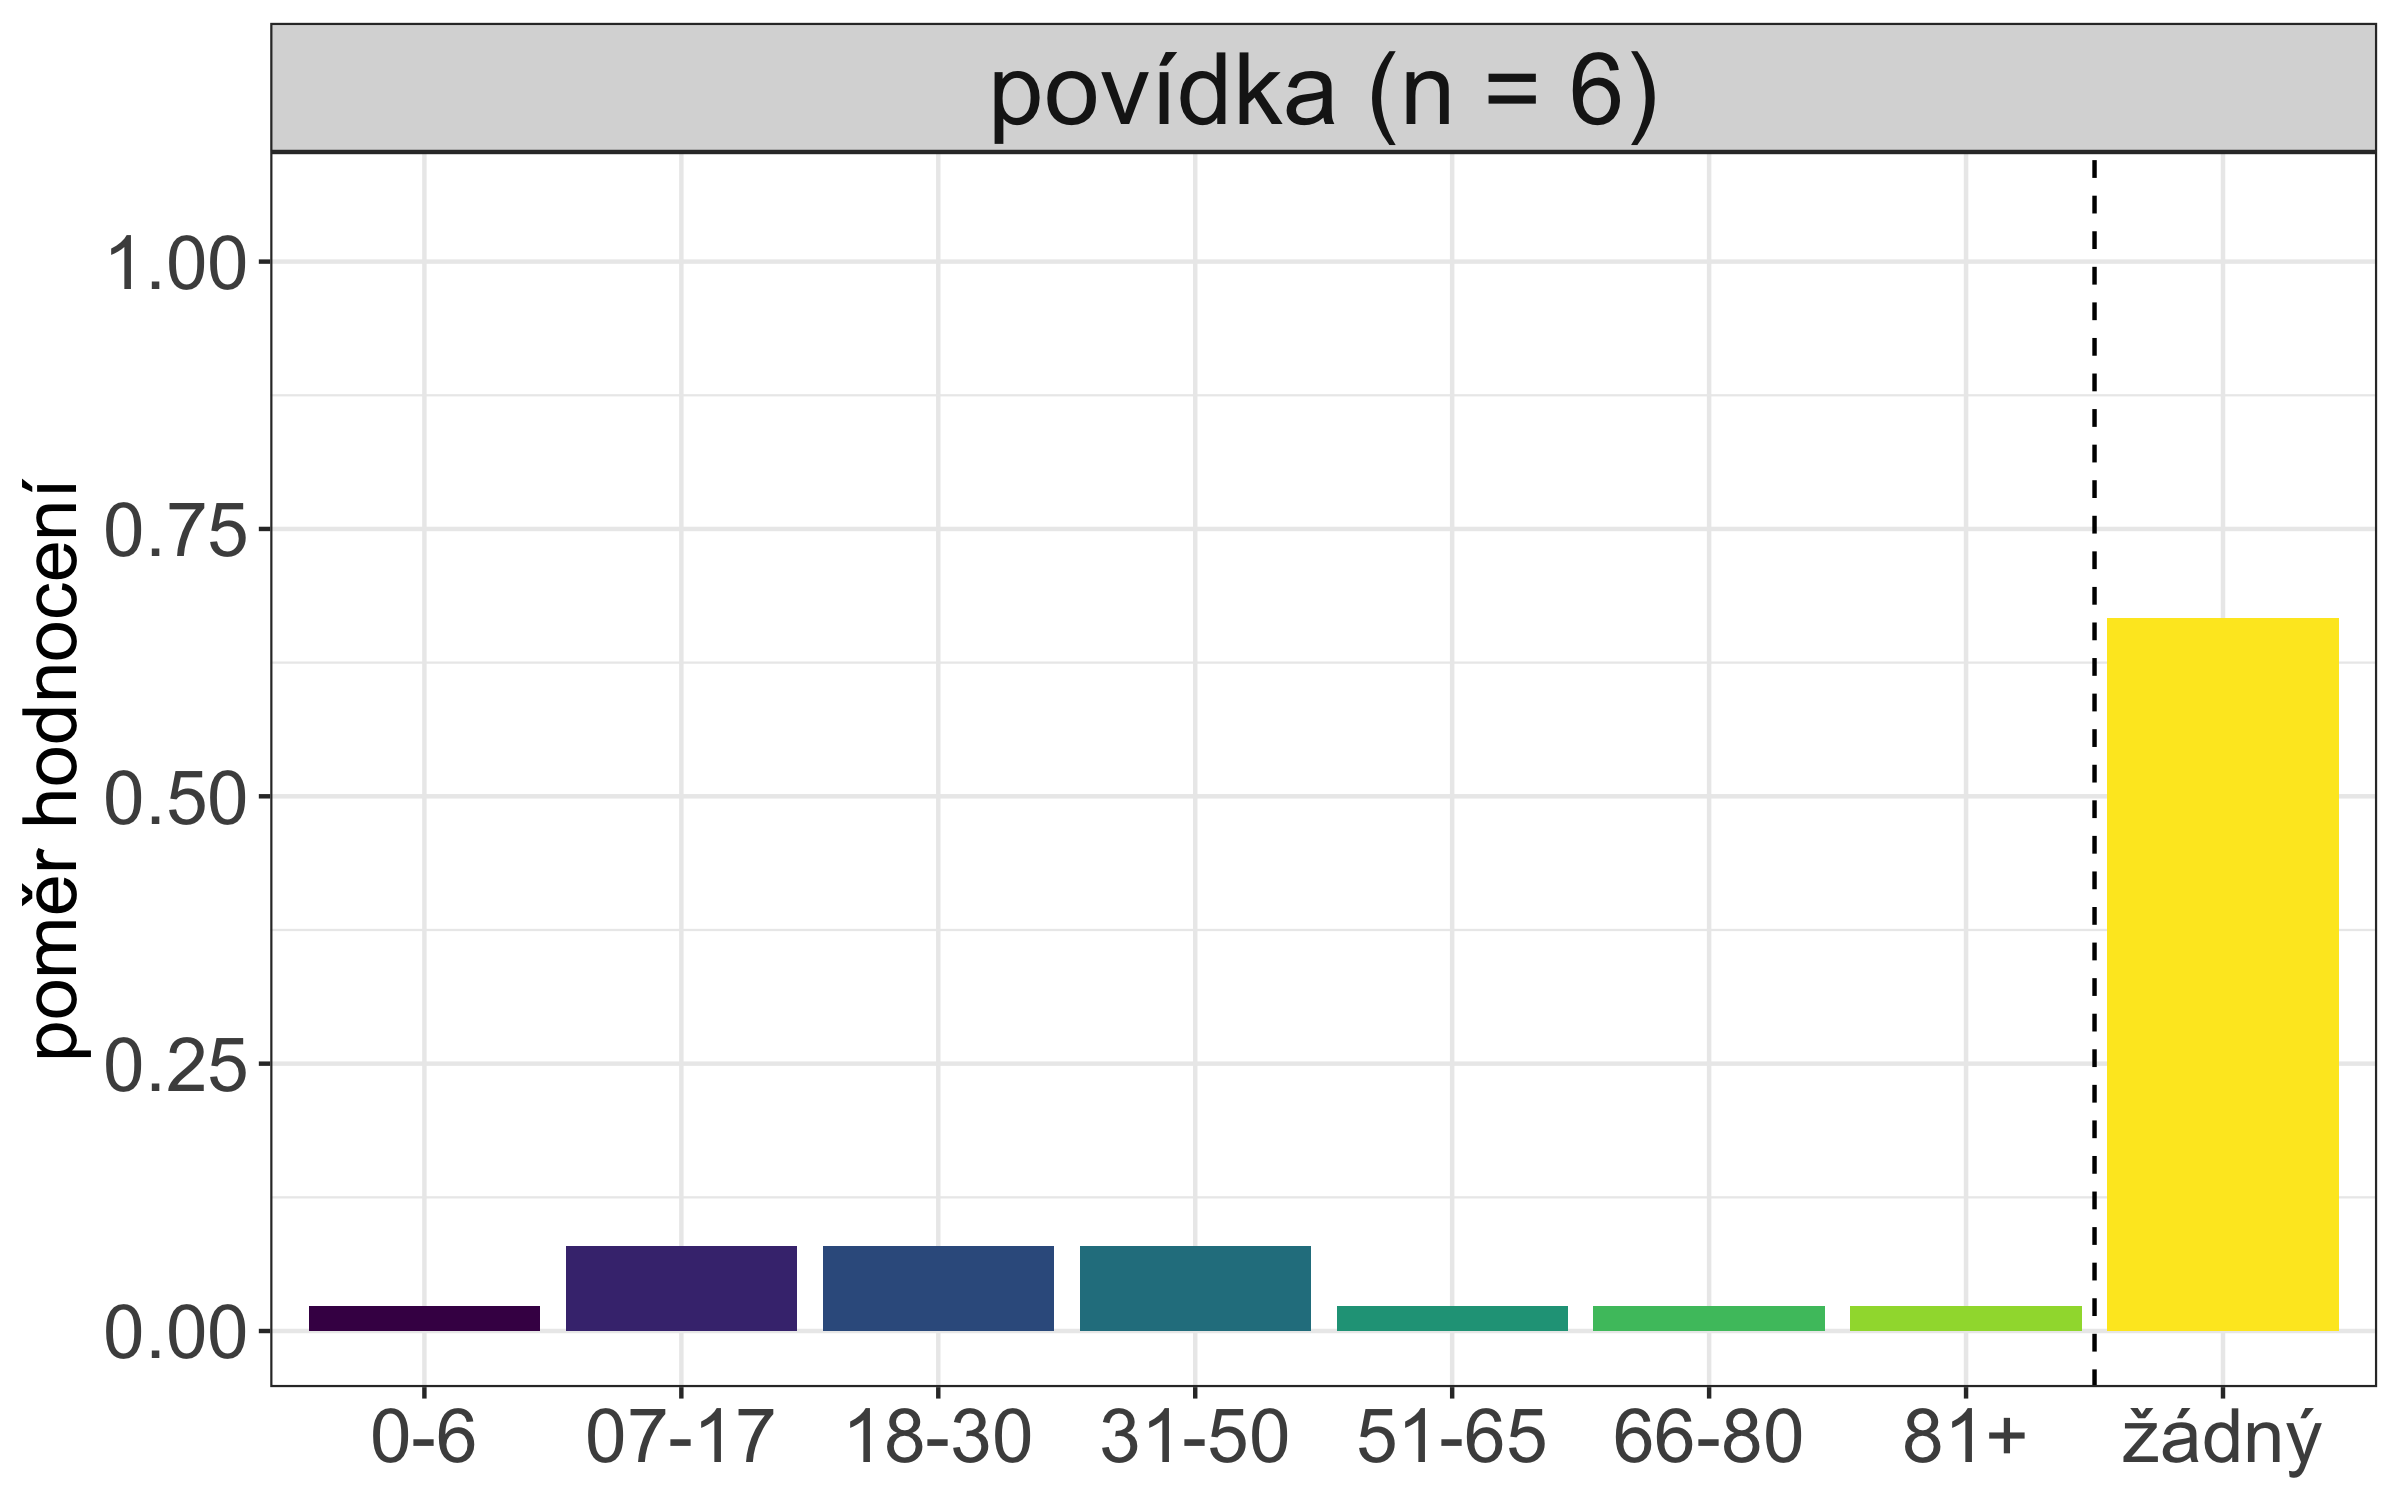 povídka (n = 6)
poměr hodnocení
1.00
0.75
0.50
0.25
0.00
0-6 07-17 18-30 31-50 51-65 66-80 81+ žádný